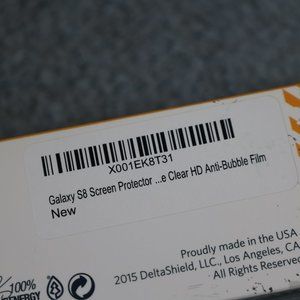 X001EK8T31
Galaxy S8 Screen Protector ...e Clear HD Anti-Bubble Film
New
Proudly made in the USA
2015 DeltaShield, LLC., Los Angeles, CA
All Rights Reserved
100%
ENERGY